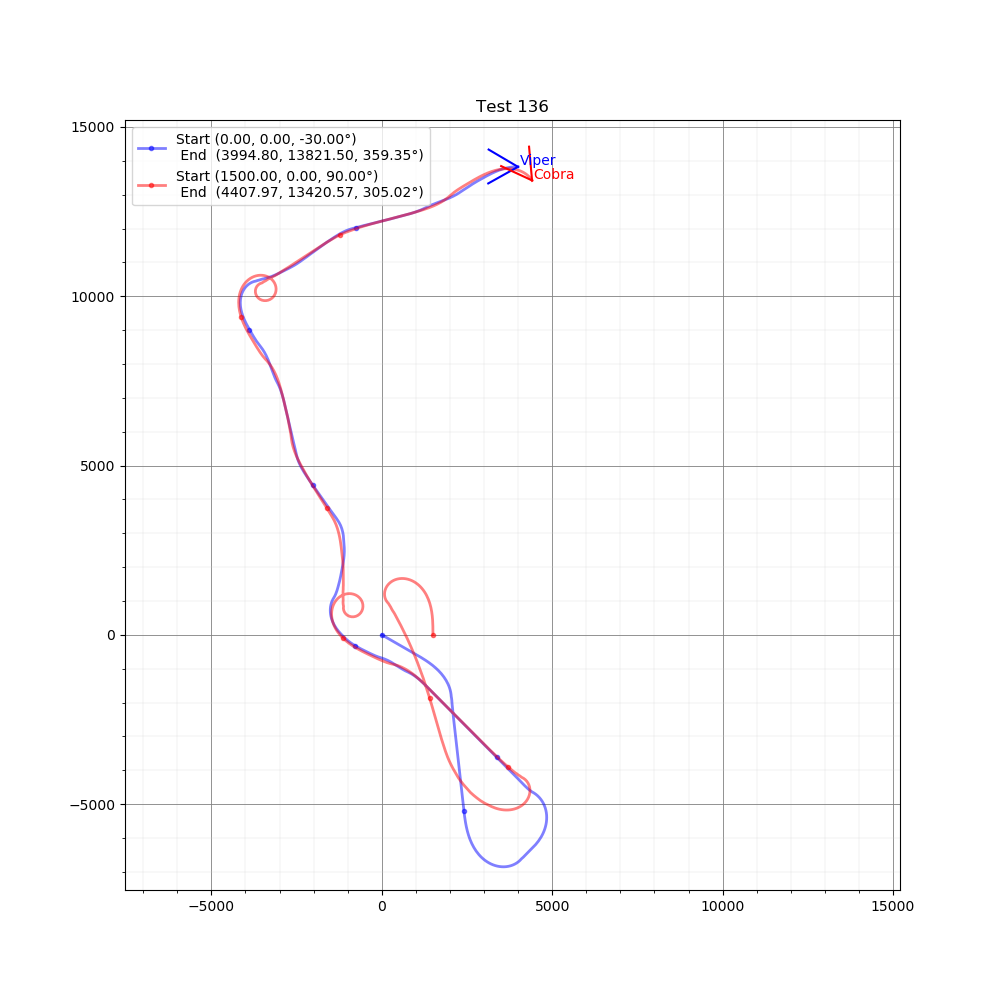 Test 136
15000
10000
5000
0
−5000
−5000
0
5000
10000
15000
Start (0.00, 0.00, -30.00°)
End (3994.80, 13821.50, 359.35°)
Start (1500.00, 0.00, 90.00°)
End (4407.97, 13420.57, 305.02°)
Viper
Cobra